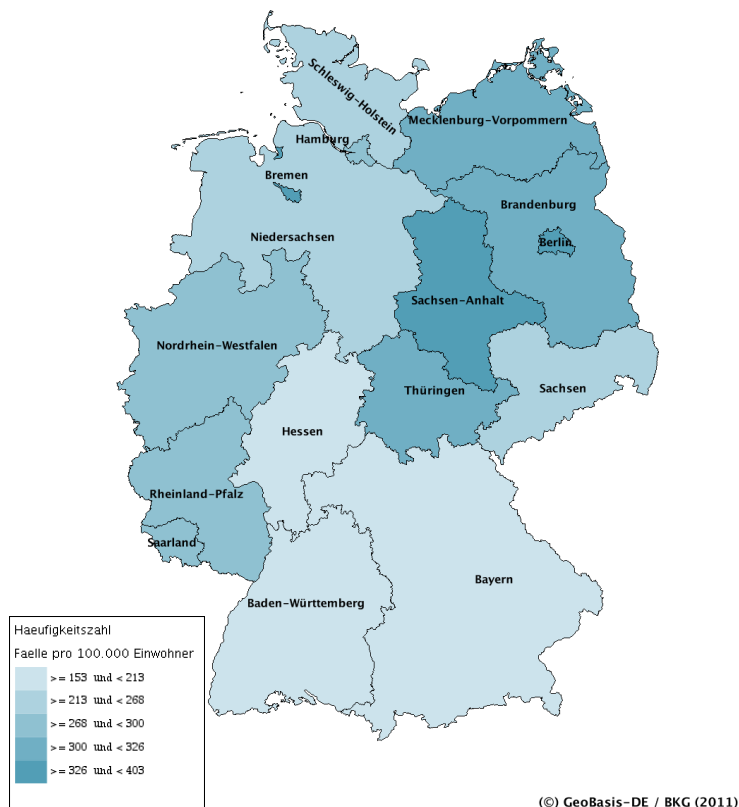 Schleswig-Holstein
Mecklenburg-Vorpommern
Hamburg
Bremen
Brandenburg
Niedersachsen
Berlin
Sachsen-Anhalt
Nordrhein-Westfalen
Thüringen
Sachsen
Hessen
Rheinland-Pfalz
Saarland
Bayern
Baden-Württemberg
Haeufigkeitszahl
Faelle pro 100.000 Einwohner
>= 153 und < 213
>= 213 und < 268
>= 268 und < 300
>= 300 und < 326
>= 326 und < 403
(©) GeoBasis-DE / BKG (2011)